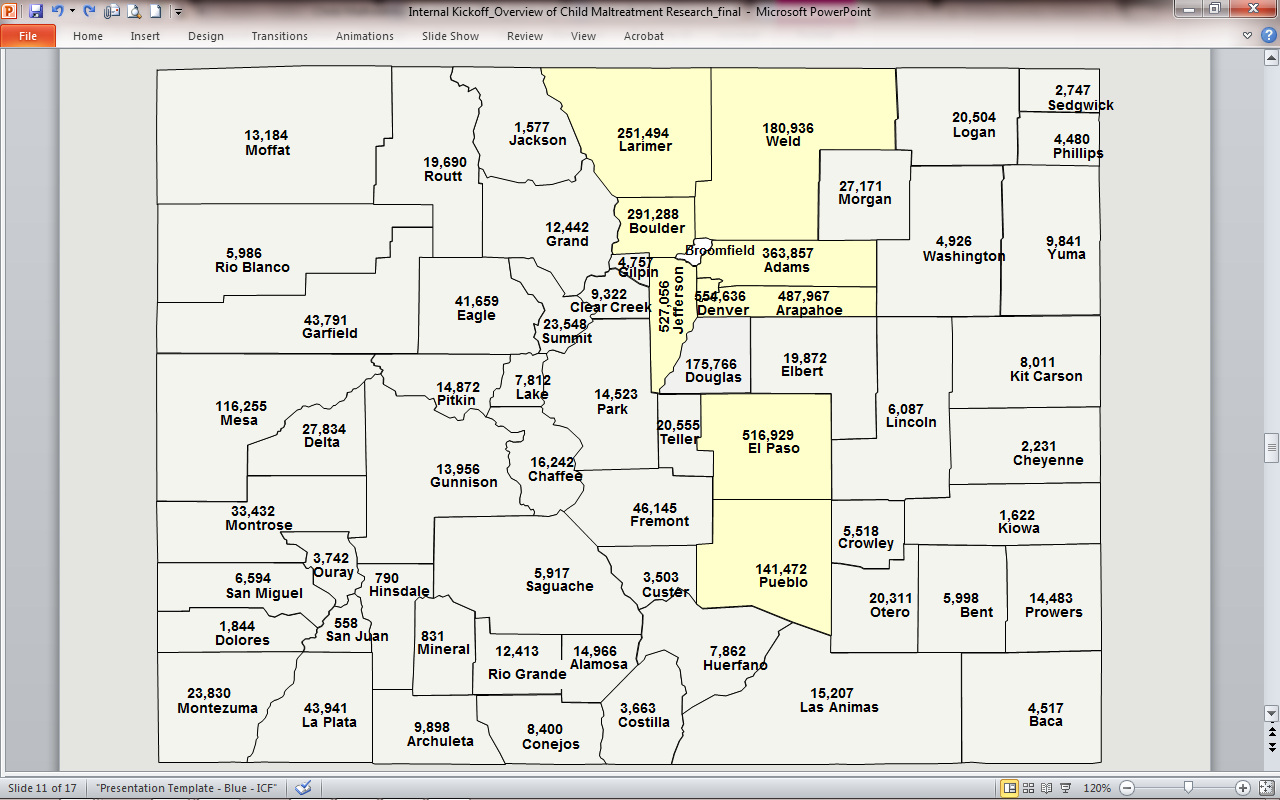 Internal Kickoff_Overview of Child Maltreatment Research_final - Microsoft PowerPoint
File Home Insert Design Transitions Animations Slide Show Review View Acrobat
13,184
Moffat
19,690
Routt
1,577
Jackson
251,494
Larimer
180,936
Weld
20,504
Logan
2,747
Sedgwick
4,480
Phillips
27,171
Morgan
5,986
Rio Blanco
12,442
Grand
291,288
Boulder
Broomfield
363,857
Adams
4,926
Washington
9,841
Yuma
4,757
Gilpin
9,322
Clear Creek
527,056
Jefferson
554,636
Denver
487,967
Arapahoe
43,791
Garfield
41,659
Eagle
23,548
Summit
175,766
Douglas
19,872
Elbert
8,011
Kit Carson
116,255
Mesa
27,834
Delta
14,872
Pitkin
7,812
Lake
14,523
Park
20,555
Teller
516,929
El Paso
6,087
Lincoln
2,231
Cheyenne
13,956
Gunnison
16,242
Chaffee
33,432
Montrose
46,145
Fremont
5,518
Crowley
1,622
Kiowa
3,742
Ouray
6,594
San Miguel
790
Hinsdale
5,917
Saguache
3,503
Custer
141,472
Pueblo
20,311
Otero
5,998
Bent
14,483
Prowers
1,844
Dolores
558
San Juan
831
Mineral
12,413
Rio Grande
14,966
Alamosa
7,862
Huerfano
23,830
Montezuma
43,941
La Plata
9,898
Archuleta
8,400
Conejos
3,663
Costilla
15,207
Las Animas
4,517
Baca
Slide 11 of 17 "Presentation Template - Blue - ICF" 120%